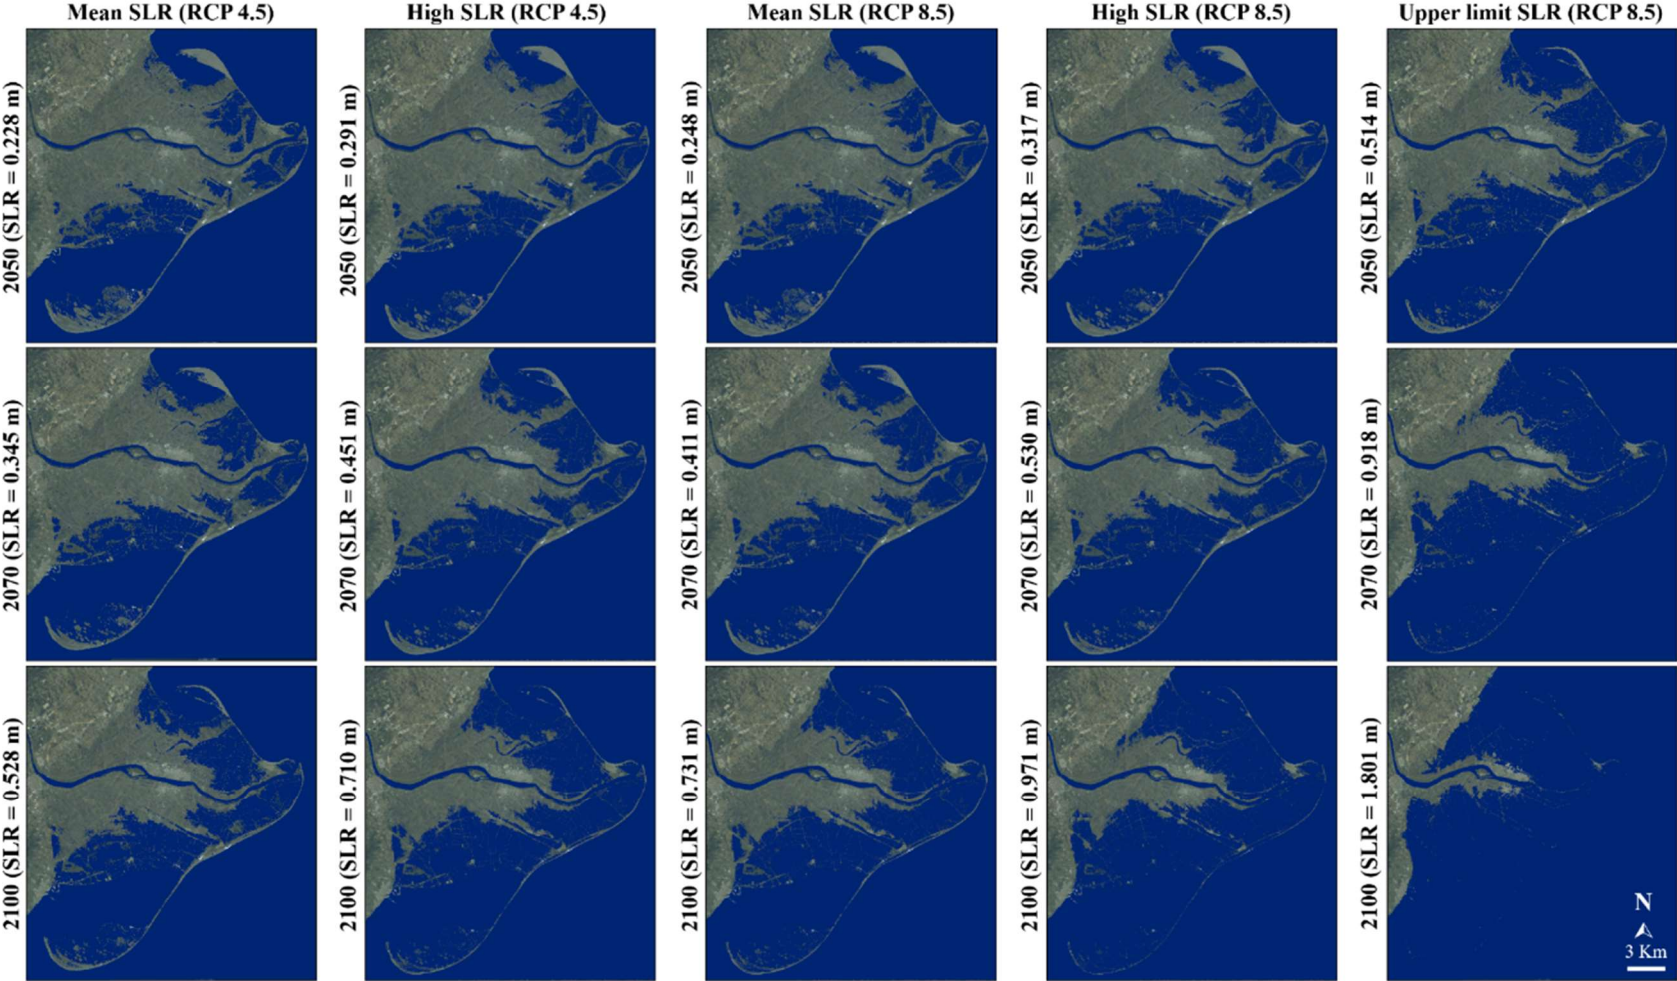 Mean SLR (RCP 4.5)
High SLR (RCP 4.5)
Mean SLR (RCP 8.5)
High SLR (RCP 8.5)
Upper limit SLR (RCP 8.5)
2050 (SLR = 0.228 m)
2050 (SLR = 0.291 m)
2050 (SLR = 0.248 m)
2050 (SLR = 0.317 m)
2050 (SLR = 0.514 m)
2070 (SLR = 0.345 m)
2070 (SLR = 0.451 m)
2070 (SLR = 0.411 m)
2070 (SLR = 0.530 m)
2070 (SLR = 0.918 m)
2100 (SLR = 0.528 m)
2100 (SLR = 0.710 m)
2100 (SLR = 0.731 m)
2100 (SLR = 0.971 m)
2100 (SLR = 1.801 m)
N
3 Km